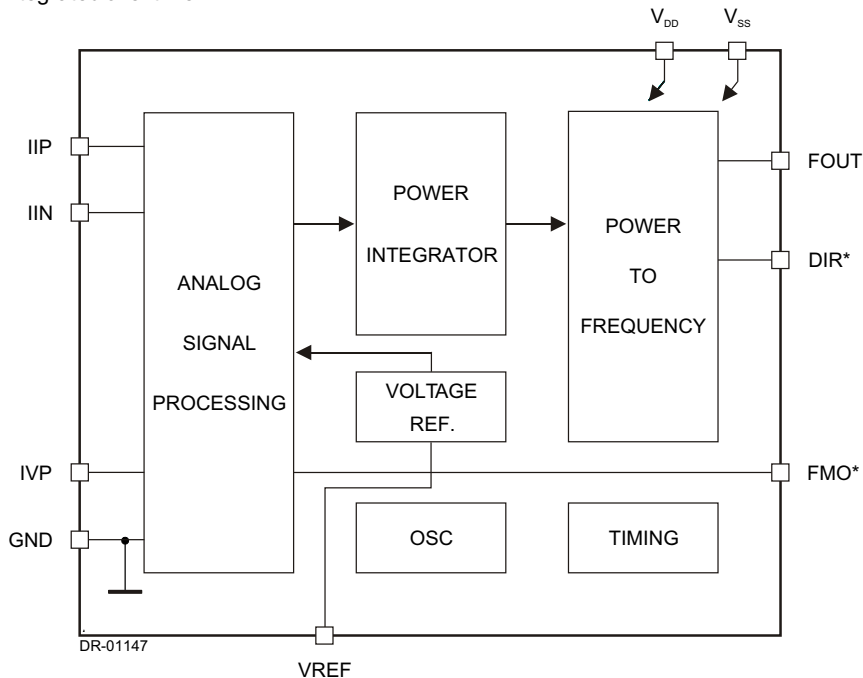 V_DD V_SS
IIP
IIN
IVP
GND
ANALOG
SIGNAL
PROCESSING
POWER
INTEGRATOR
VOLTAGE
REF.
OSC
POWER
TO
FREQUENCY
TIMING
FOUT
DIR*
FMO*
DR-01147
VREF